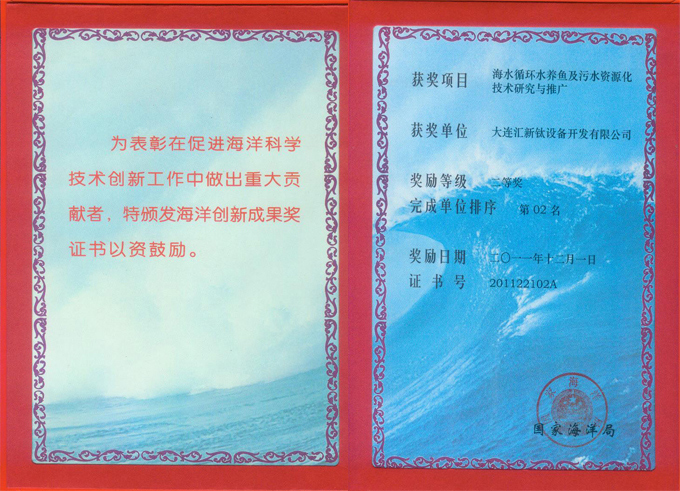 为表彰在促进海洋科学
技术创新工作中做出重大贡
献者，特颁发海洋创新成果奖
证书以资鼓励。
获奖项目 海水循环水养鱼及污水资源化
技术研究与推广
获奖单位 大连汇新钛设备开发有限公司
奖励等级 二等奖
完成单位排序 第02名
奖励日期 二〇一一年十二月一日
证书号 201122102A
国家海洋局